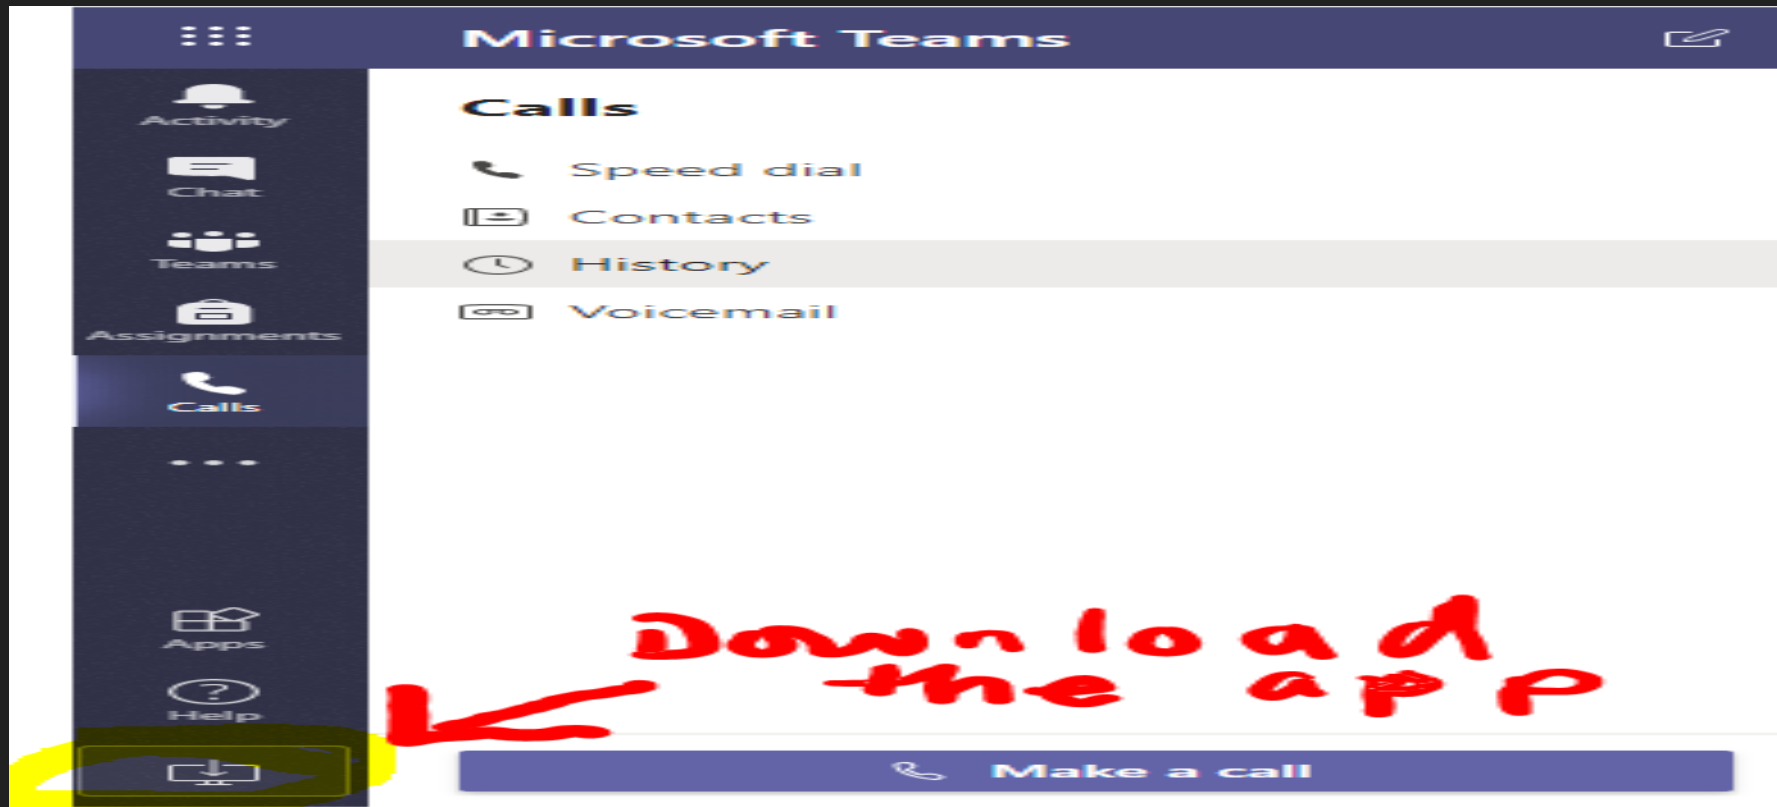 Microsoft Teams
Activity
Chat
Teams
Assignments
Calls
Apps
Help
Calls
Speed dial
Contacts
History
Voicemail
Download
the app
Make a call